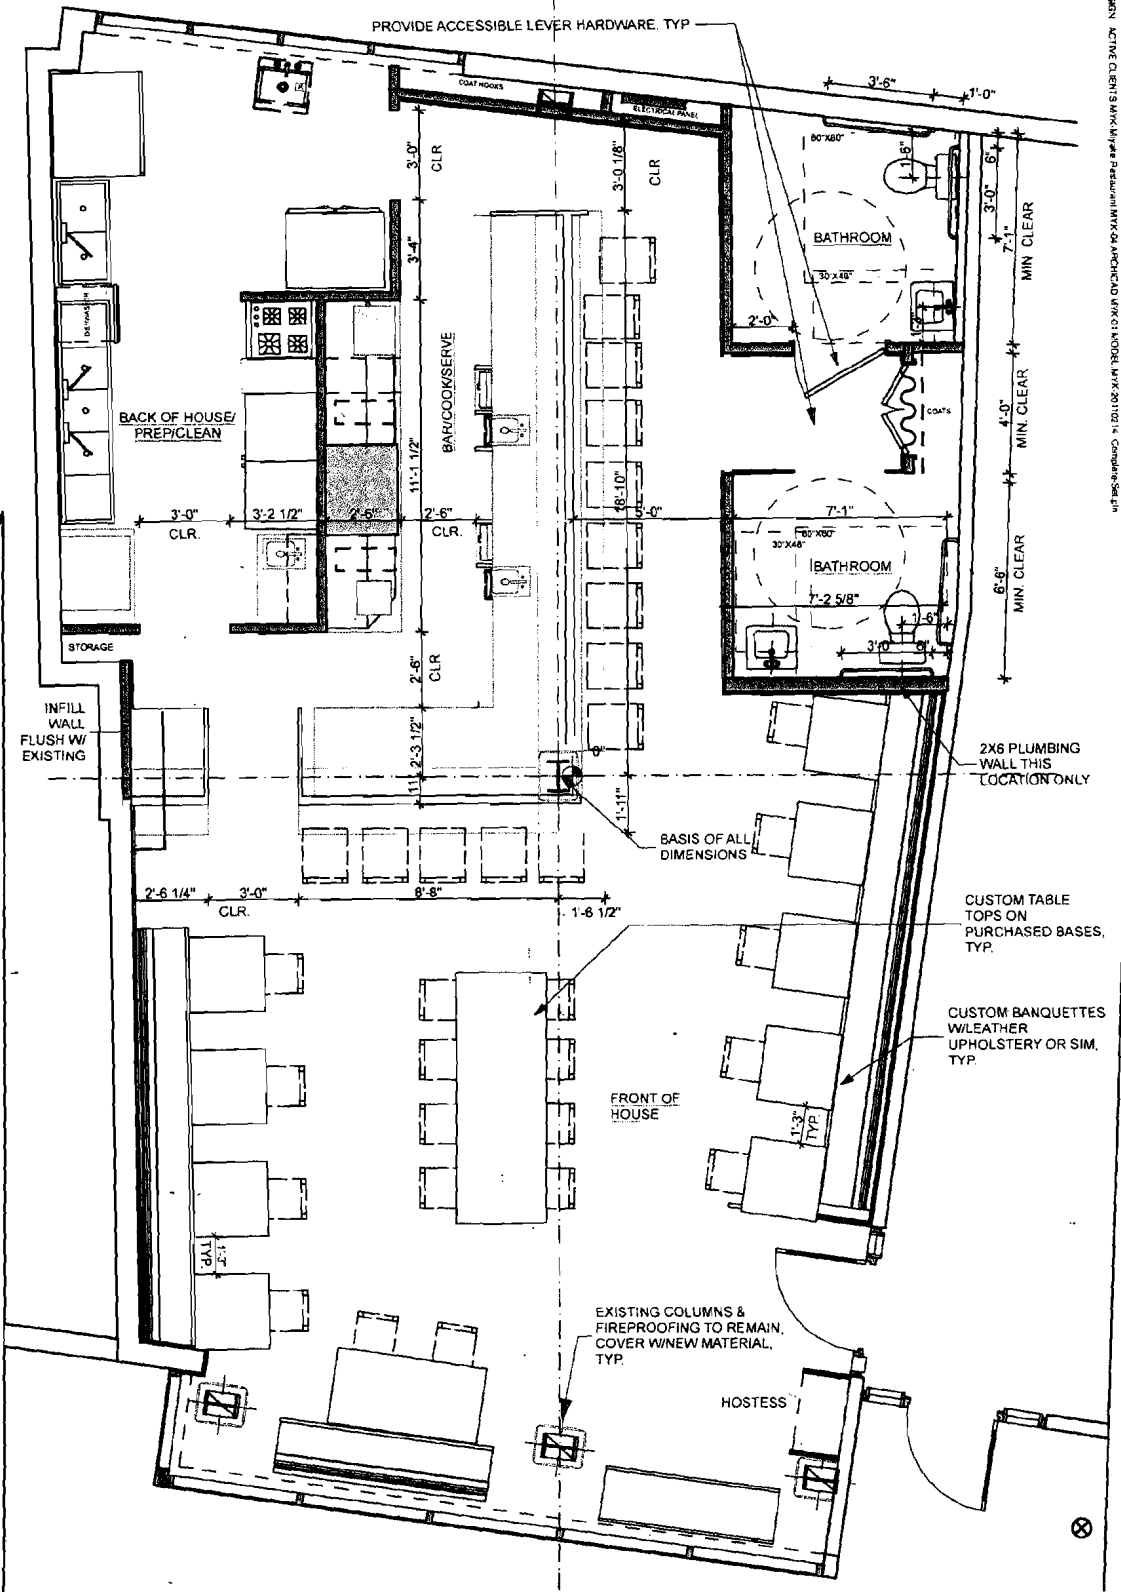 PROVIDE ACCESSIBLE LEVER HARDWARE, TYP
3'-6"
1'-0"
COAT HOOKS
ELECTRICAL PANEL
60"X60"
1'-6"
6"
3'-0"
7'-1"
MIN CLEAR
3'-0"
CLR
3'-0 1/8"
CLR
BATHROOM
30"X48"
3'-4"
2'-0"
DISHWASHER
BAR/COOK/SERVE
BACK OF HOUSE/
PREP/CLEAN
COATS
4'-0"
MIN. CLEAR
11'-1 1/2"
18'-10"
3'-0"
CLR.
3'-2 1/2"
2'-6"
2'-6"
CLR.
5'-0"
7'-1"
60"X60"
30"X48"
BATHROOM
7'-2 5/8"
6'-6"
MIN. CLEAR
1'-6"
3'-0"
6"
STORAGE
2'-6"
CLR
INFILL
WALL
FLUSH W/
EXISTING
2'-3 1/2"
11"
6"
1'-11"
2X6 PLUMBING
WALL THIS
LOCATION ONLY
BASIS OF ALL
DIMENSIONS
2'-6 1/4"
3'-0"
CLR.
8'-8"
1'-6 1/2"
CUSTOM TABLE
TOPS ON
PURCHASED BASES,
TYP.
CUSTOM BANQUETTES
W/LEATHER
UPHOLSTERY OR SIM,
TYP.
FRONT OF
HOUSE
1'-3"
TYP.
1'-3"
TYP.
EXISTING COLUMNS &
FIREPROOFING TO REMAIN,
COVER W/NEW MATERIAL,
TYP.
HOSTESS